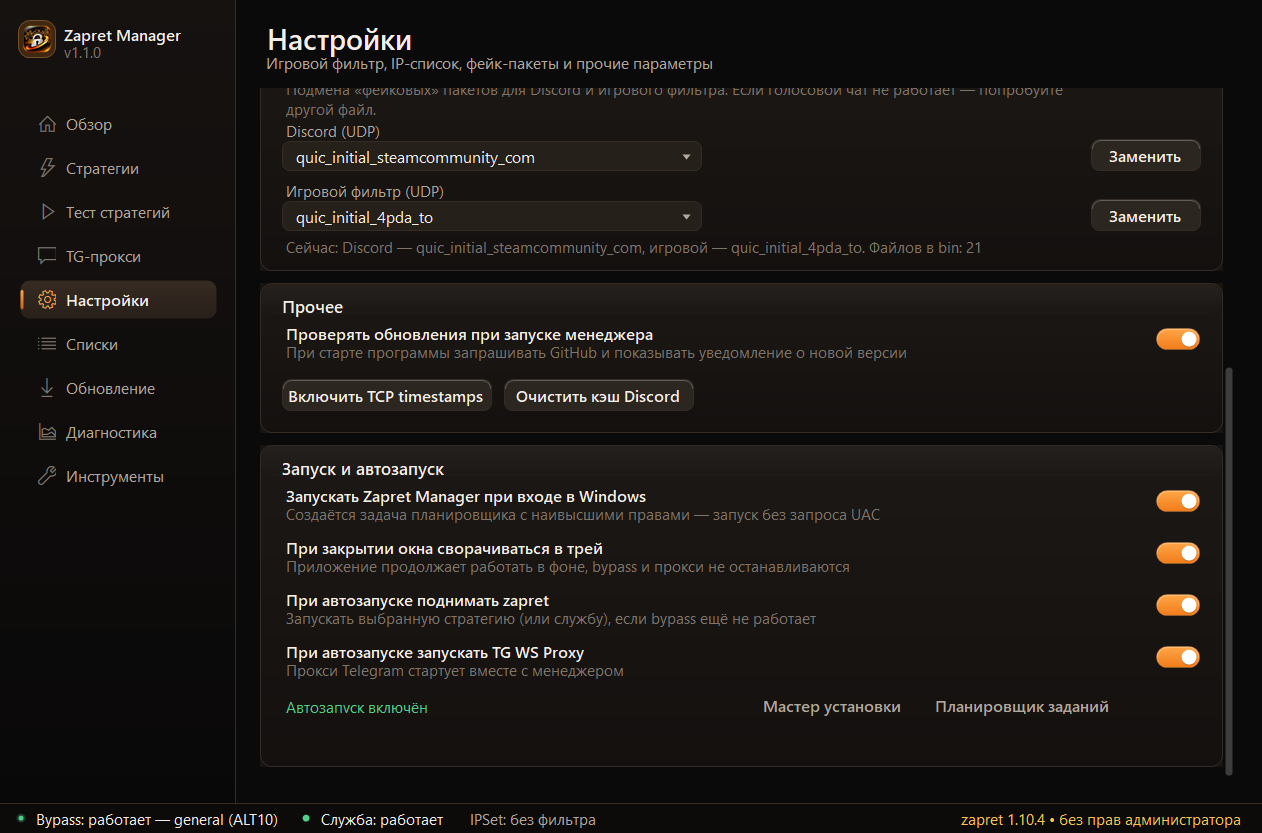 Zapret Manager
v1.1.0
Обзор
Стратегии
Тест стратегий
TG-прокси
Настройки
Списки
Обновление
Диагностика
Инструменты
Настройки
Игровой фильтр, IP-список, фейк-пакеты и прочие параметры
Подмена «фейковых» пакетов для Discord и игрового фильтра. Если голосовой чат не работает — попробуйте
другой файл.
Discord (UDP)
quic_initial_steamcommunity_com
Заменить
Игровой фильтр (UDP)
quic_initial_4pda_to
Заменить
Сейчас: Discord — quic_initial_steamcommunity_com, игровой — quic_initial_4pda_to. Файлов в bin: 21
Прочее
Проверять обновления при запуске менеджера
При старте программы запрашивать GitHub и показывать уведомление о новой версии
Включить TCP timestamps
Очистить кэш Discord
Запуск и автозапуск
Запускать Zapret Manager при входе в Windows
Создаётся задача планировщика с наивысшими правами — запуск без запроса UAC
При закрытии окна сворачиваться в трей
Приложение продолжает работать в фоне, bypass и прокси не останавливаются
При автозапуске поднимать zapret
Запускать выбранную стратегию (или службу), если bypass ещё не работает
При автозапуске запускать TG WS Proxy
Прокси Telegram стартует вместе с менеджером
Автозапуск включён
Мастер установки
Планировщик заданий
Bypass: работает — general (ALT10)
Служба: работает
IPSet: без фильтра
zapret 1.10.4 • без прав администратора